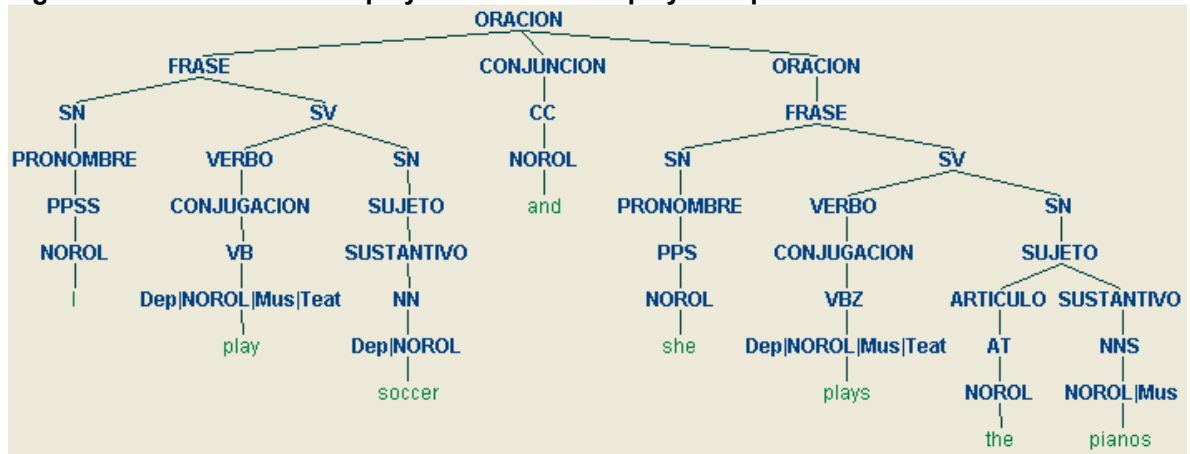 ORACION
FRASE CONJUNCION ORACION
SN SV CC FRASE
PRONOMBRE VERBO SN NOROL SN SV
PPSS CONJUGACION SUJETO and PRONOMBRE VERBO SN
NOROL VB SUSTANTIVO PPS CONJUGACION SUJETO
I Dep|NOROL|Mus|Teat NN NOROL VBZ ARTICULO SUSTANTIVO
play Dep|NOROL she Dep|NOROL|Mus|Teat AT NNS
soccer plays NOROL NOROL|Mus
the pianos